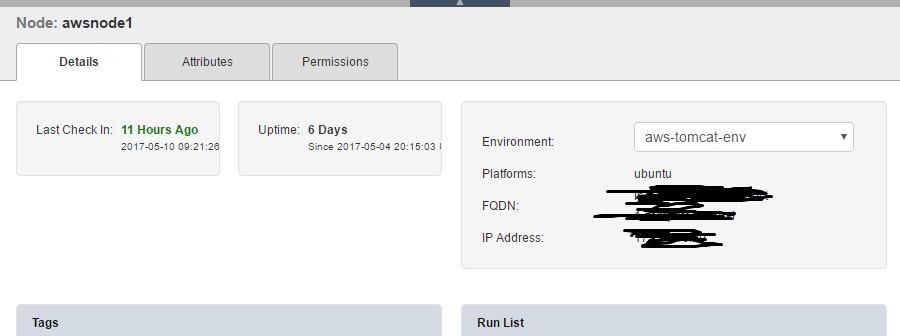 Node: awsnode1
Details
Attributes
Permissions
Last Check In: 11 Hours Ago
2017-05-10 09:21:26
Uptime: 6 Days
Since 2017-05-04 20:15:03
Environment: aws-tomcat-env
Platforms: ubuntu
FQDN:
IP Address:
Tags
Run List